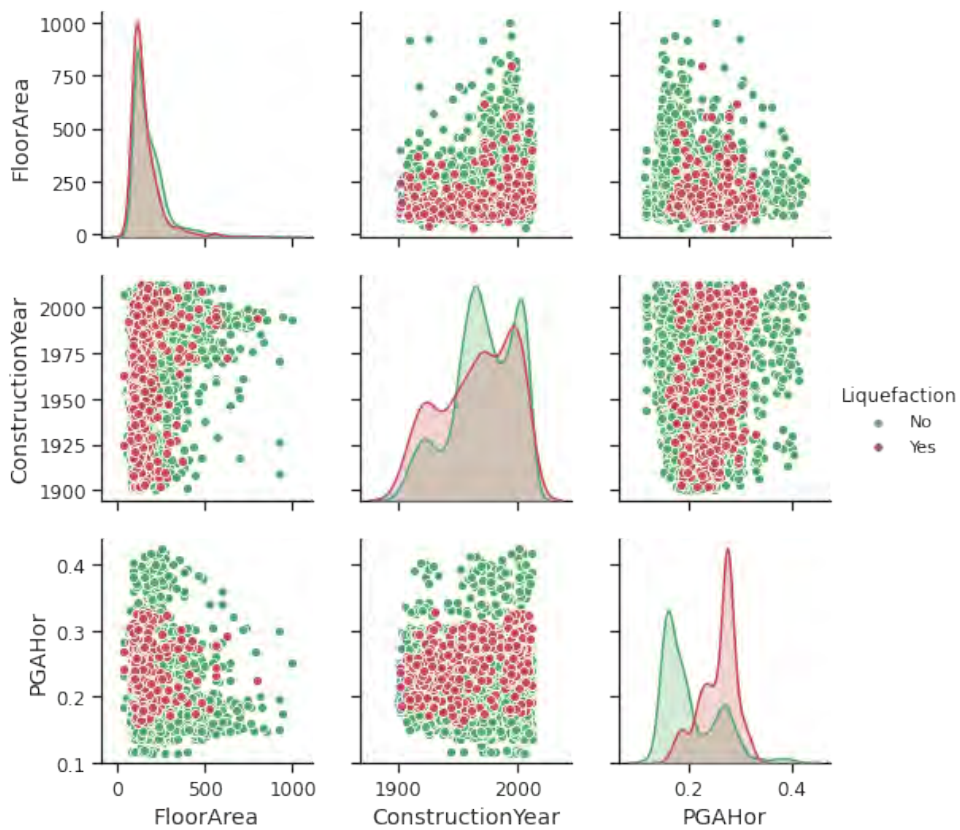 1000
750
500
250
0
FloorArea
2000
1975
1950
1925
1900
ConstructionYear
Liquefaction
No
Yes
0.4
0.3
0.2
0.1
PGAHor
0 500 1000
1900 2000
0.2 0.4
FloorArea ConstructionYear PGAHor